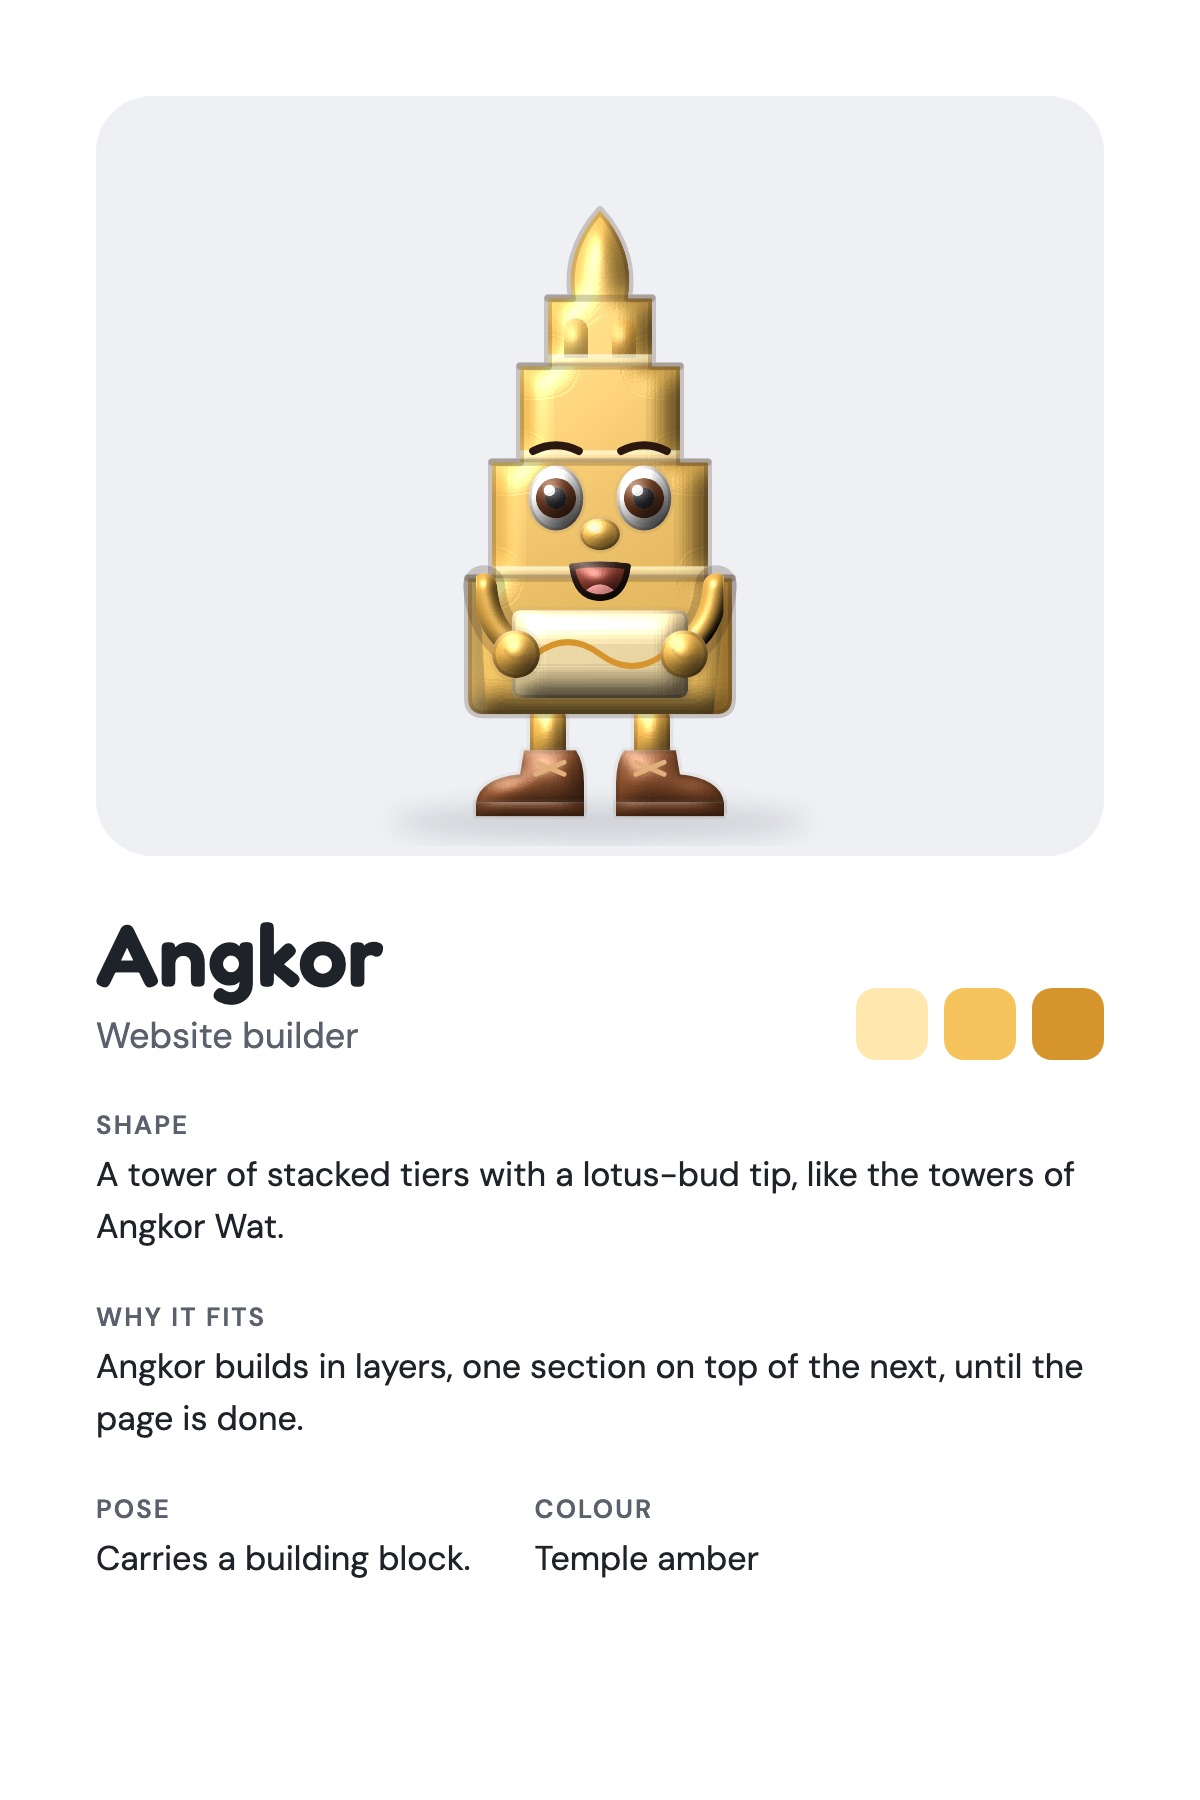 Angkor
Website builder
SHAPE
A tower of stacked tiers with a lotus-bud tip, like the towers of
Angkor Wat.
WHY IT FITS
Angkor builds in layers, one section on top of the next, until the
page is done.
POSE
Carries a building block.
COLOUR
Temple amber